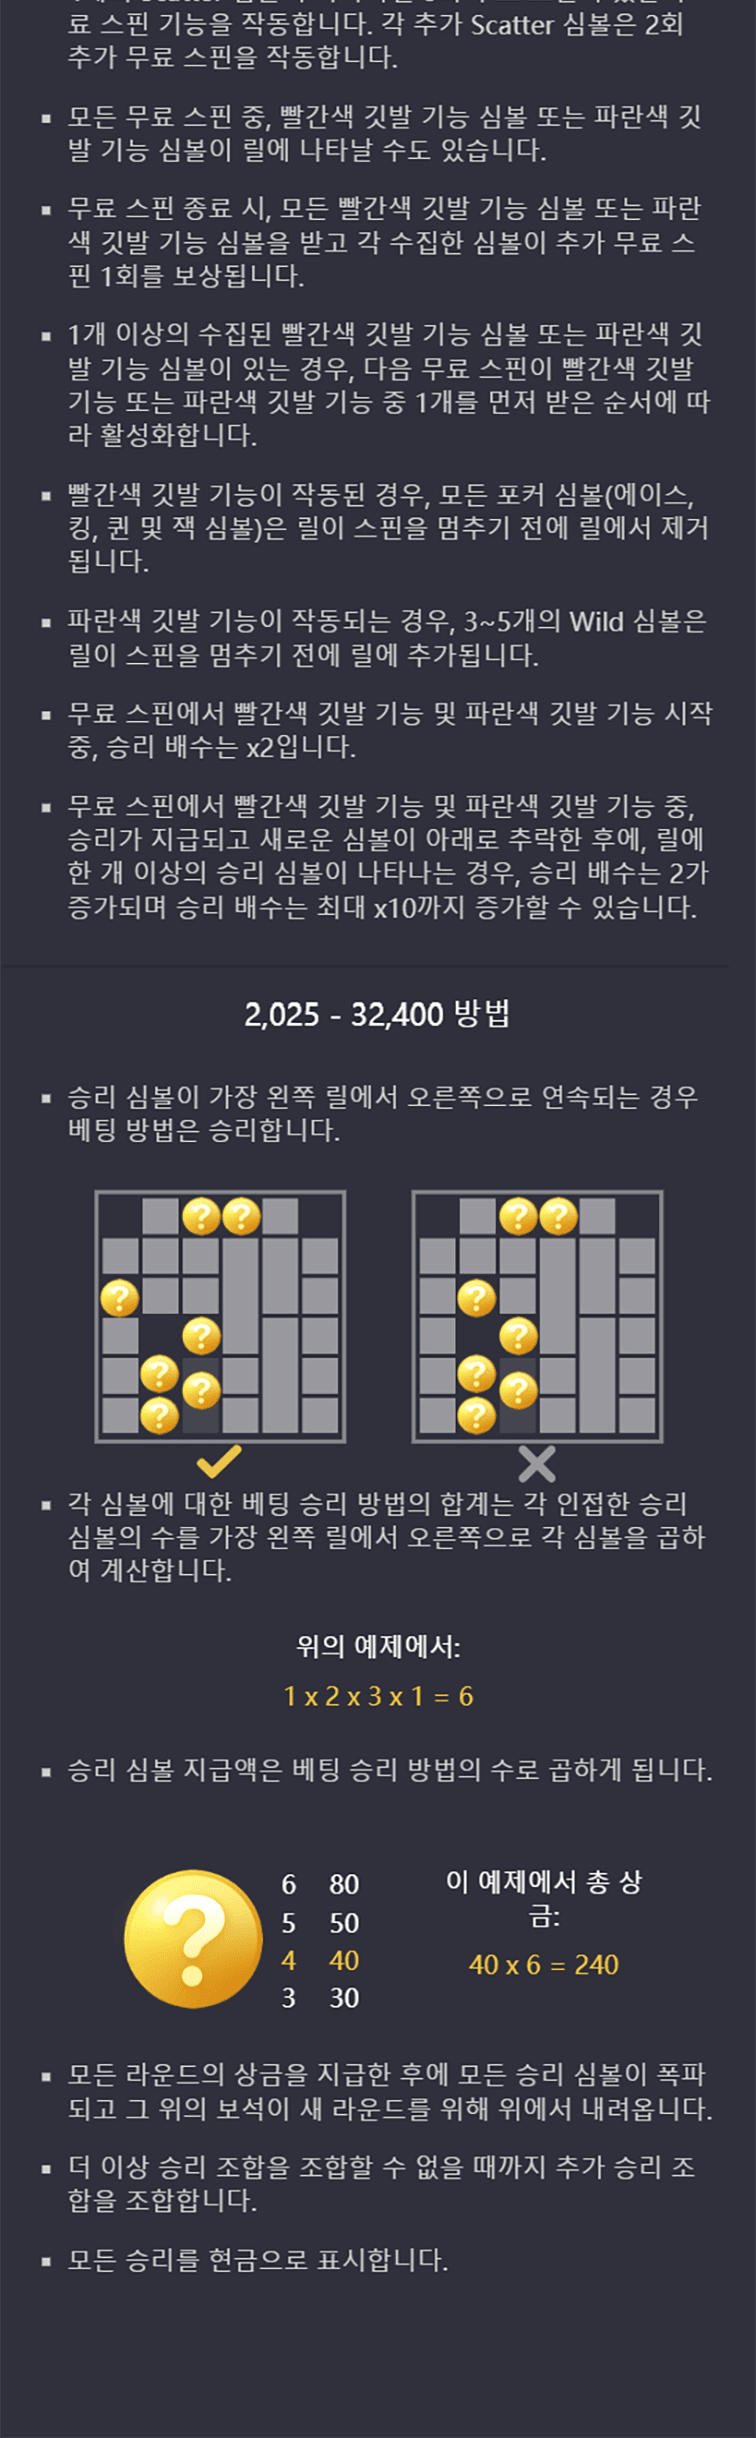 료 스핀 기능을 작동합니다. 각 추가 Scatter 심볼은 2회
추가 무료 스핀을 작동합니다.
▪ 모든 무료 스핀 중, 빨간색 깃발 기능 심볼 또는 파란색 깃
발 기능 심볼이 릴에 나타날 수도 있습니다.
▪ 무료 스핀 종료 시, 모든 빨간색 깃발 기능 심볼 또는 파란
색 깃발 기능 심볼을 받고 각 수집한 심볼이 추가 무료 스
핀 1회를 보상됩니다.
▪ 1개 이상의 수집된 빨간색 깃발 기능 심볼 또는 파란색 깃
발 기능 심볼이 있는 경우, 다음 무료 스핀이 빨간색 깃발
기능 또는 파란색 깃발 기능 중 1개를 먼저 받은 순서에 따
라 활성화합니다.
▪ 빨간색 깃발 기능이 작동된 경우, 모든 포커 심볼(에이스,
킹, 퀸 및 잭 심볼)은 릴이 스핀을 멈추기 전에 릴에서 제거
됩니다.
▪ 파란색 깃발 기능이 작동되는 경우, 3~5개의 Wild 심볼은
릴이 스핀을 멈추기 전에 릴에 추가됩니다.
▪ 무료 스핀에서 빨간색 깃발 기능 및 파란색 깃발 기능 시작
중, 승리 배수는 x2입니다.
▪ 무료 스핀에서 빨간색 깃발 기능 및 파란색 깃발 기능 중,
승리가 지급되고 새로운 심볼이 아래로 추락한 후에, 릴에
한 개 이상의 승리 심볼이 나타나는 경우, 승리 배수는 2가
증가되며 승리 배수는 최대 x10까지 증가할 수 있습니다.
2,025 - 32,400 방법
▪ 승리 심볼이 가장 왼쪽 릴에서 오른쪽으로 연속되는 경우
베팅 방법은 승리합니다.
? ? ? ?
? ?
? ?
? ?
? ?
? ?
▪ 각 심볼에 대한 베팅 승리 방법의 합계는 각 인접한 승리
심볼의 수를 가장 왼쪽 릴에서 오른쪽으로 각 심볼을 곱하
여 계산합니다.
위의 예제에서:
1 x 2 x 3 x 1 = 6
▪ 승리 심볼 지급액은 베팅 승리 방법의 수로 곱하게 됩니다.
?
6 80
5 50
4 40
3 30
이 예제에서 총 상
금:
40 x 6 = 240
▪ 모든 라운드의 상금을 지급한 후에 모든 승리 심볼이 폭파
되고 그 위의 보석이 새 라운드를 위해 위에서 내려옵니다.
▪ 더 이상 승리 조합을 조합할 수 없을 때까지 추가 승리 조
합을 조합합니다.
▪ 모든 승리를 현금으로 표시합니다.